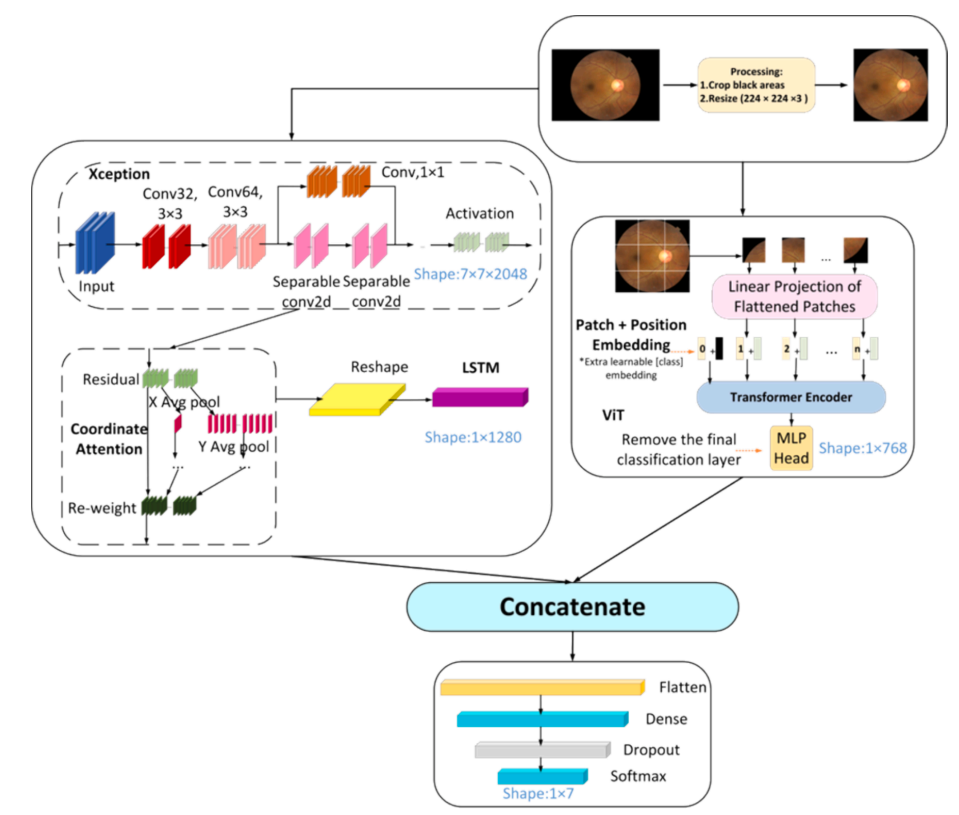 Processing:
1.Crop black areas
2.Resize (224 × 224 ×3 )
Xception
Conv32,
3×3
Conv64,
3×3
Conv,1×1
Activation
Input
Separable
conv2d
Separable
conv2d
Shape:7×7×2048
Residual
X Avg pool
Coordinate
Attention
Y Avg pool
...
...
Re-weight
Reshape
LSTM
Shape:1×1280
...
Linear Projection of
Flattened Patches
Patch + Position
Embedding
*Extra learnable [class]
embedding
0 +
1 +
2 +
...
n +
Transformer Encoder
ViT
Remove the final
classification layer
MLP
Head
Shape:1×768
Concatenate
Flatten
Dense
Dropout
Softmax
Shape:1×7